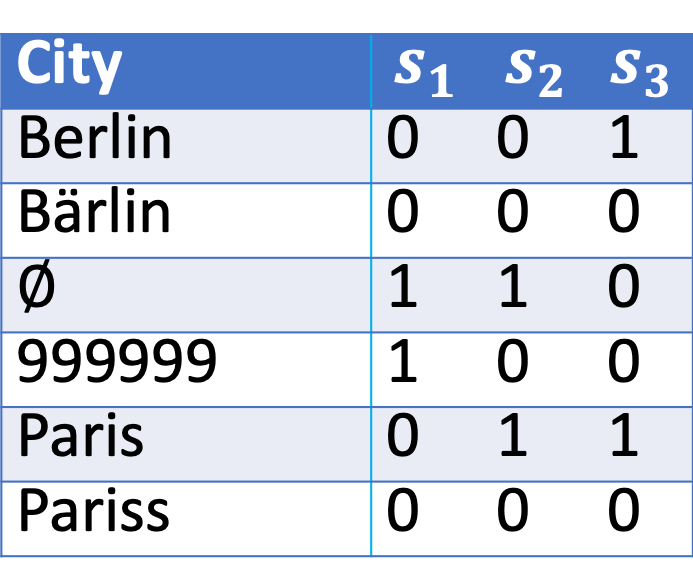 City s₁ s₂ s₃
Berlin 0 0 1
Bärlin 0 0 0
Ø 1 1 0
999999 1 0 0
Paris 0 1 1
Pariss 0 0 0